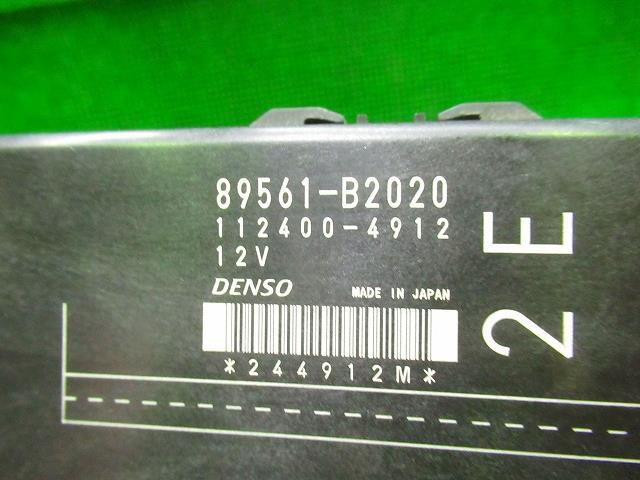 89561-B2020
112400-4912
12V
DENSO MADE IN JAPAN
*244912M*
2E